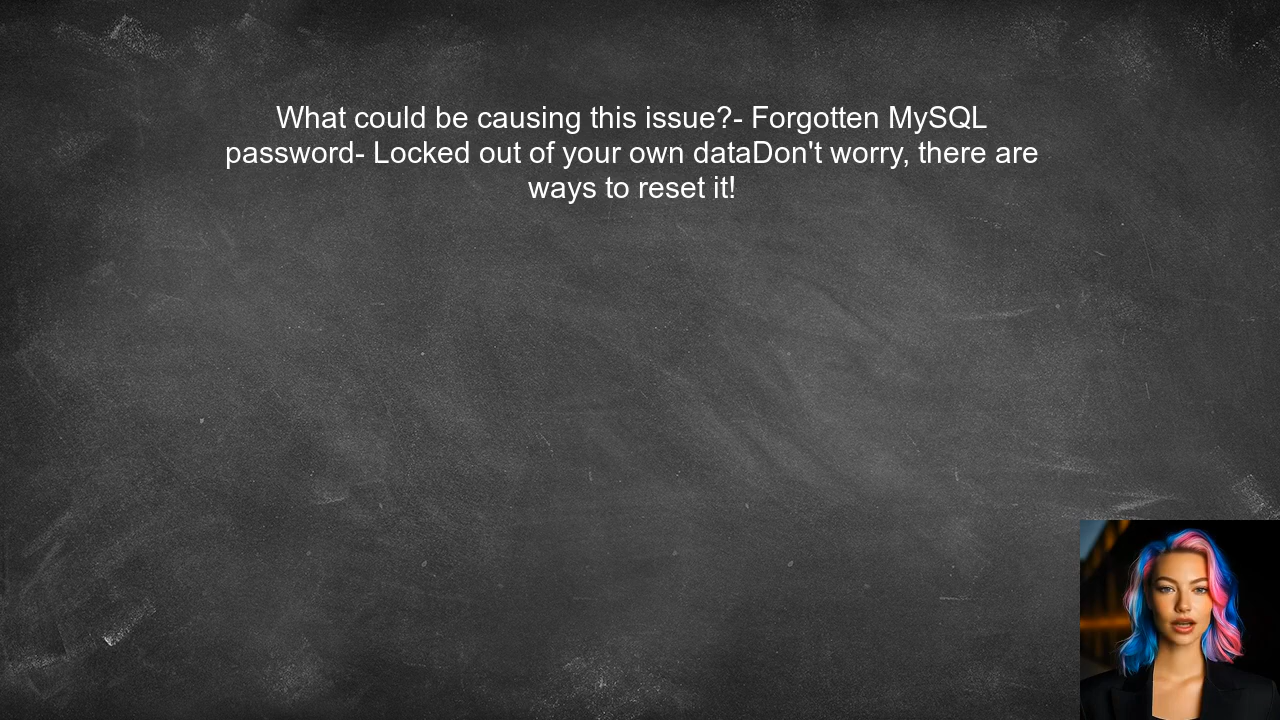 What could be causing this issue?- Forgotten MySQL
password- Locked out of your own dataDon't worry, there are
ways to reset it!